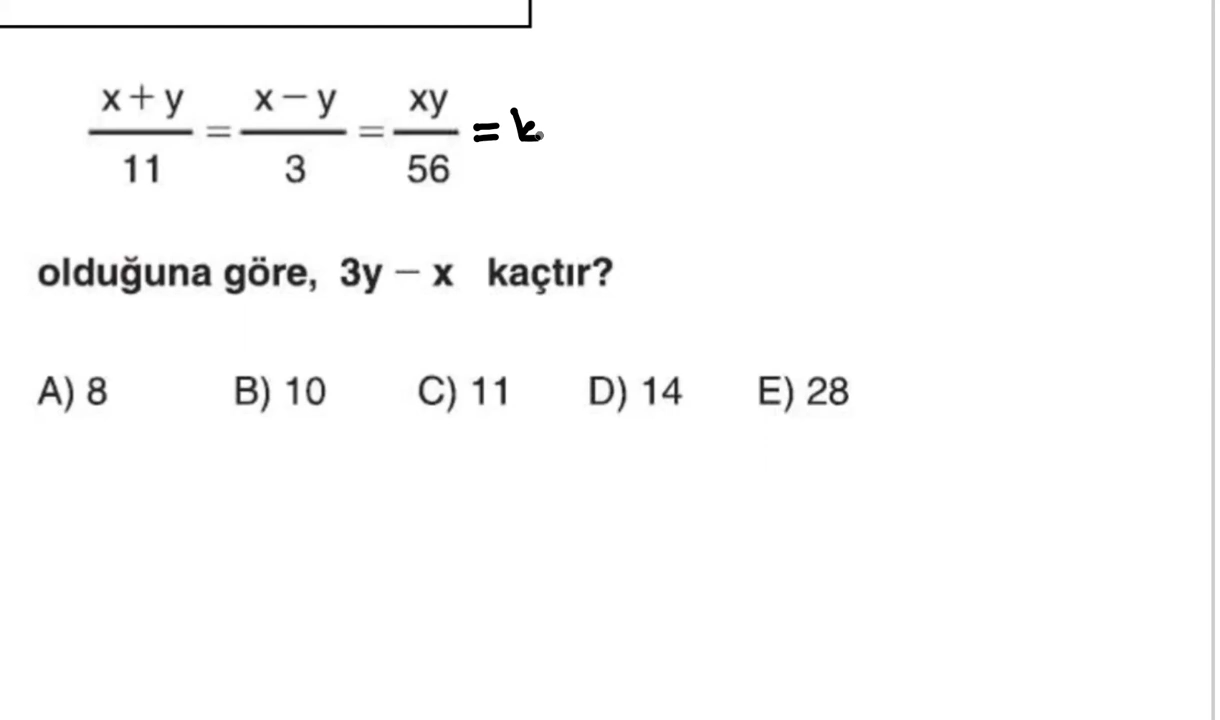 x + y / 11 = x − y / 3 = xy / 56 = k
olduğuna göre, 3y − x kaçtır?
A) 8 B) 10 C) 11 D) 14 E) 28